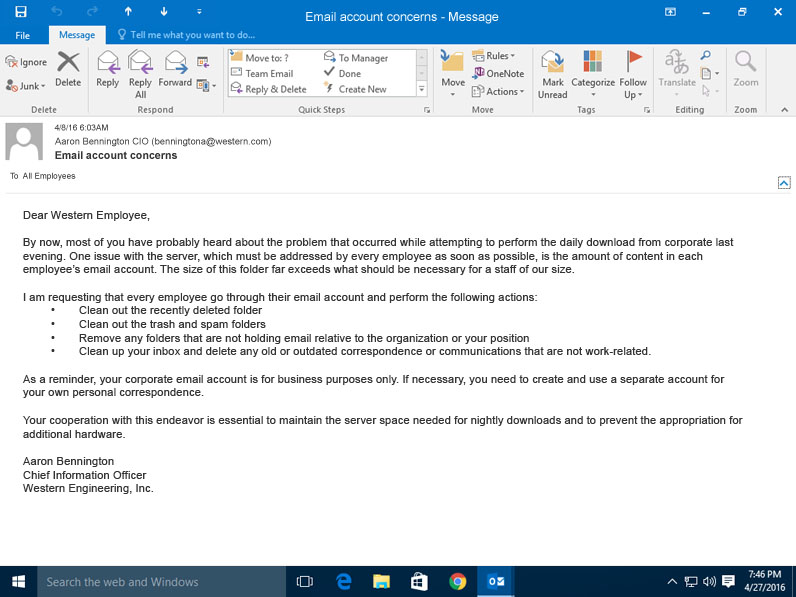 Email account concerns - Message
File
Message
Tell me what you want to do...
Ignore
Junk
Delete
Reply
Reply All
Forward
Move to: ?
To Manager
Team Email
Done
Reply & Delete
Create New
Move
Rules
OneNote
Actions
Mark Unread
Categorize
Follow Up
Translate
Zoom
Delete
Respond
Quick Steps
Move
Tags
Editing
Zoom
4/8/16 6:03AM
Aaron Bennington CIO (benningtona@western.com)
Email account concerns
To All Employees
Dear Western Employee,
By now, most of you have probably heard about the problem that occurred while attempting to perform the daily download from corporate last
evening. One issue with the server, which must be addressed by every employee as soon as possible, is the amount of content in each
employee's email account. The size of this folder far exceeds what should be necessary for a staff of our size.
I am requesting that every employee go through their email account and perform the following actions:
• Clean out the recently deleted folder
• Clean out the trash and spam folders
• Remove any folders that are not holding email relative to the organization or your position
• Clean up your inbox and delete any old or outdated correspondence or communications that are not work-related.
As a reminder, your corporate email account is for business purposes only. If necessary, you need to create and use a separate account for
your own personal correspondence.
Your cooperation with this endeavor is essential to maintain the server space needed for nightly downloads and to prevent the appropriation for
additional hardware.
Aaron Bennington
Chief Information Officer
Western Engineering, Inc.
Search the web and Windows
7:46 PM
4/27/2016